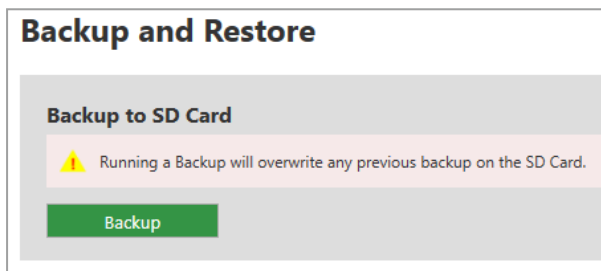 Backup and Restore
Backup to SD Card
Running a Backup will overwrite any previous backup on the SD Card.
Backup